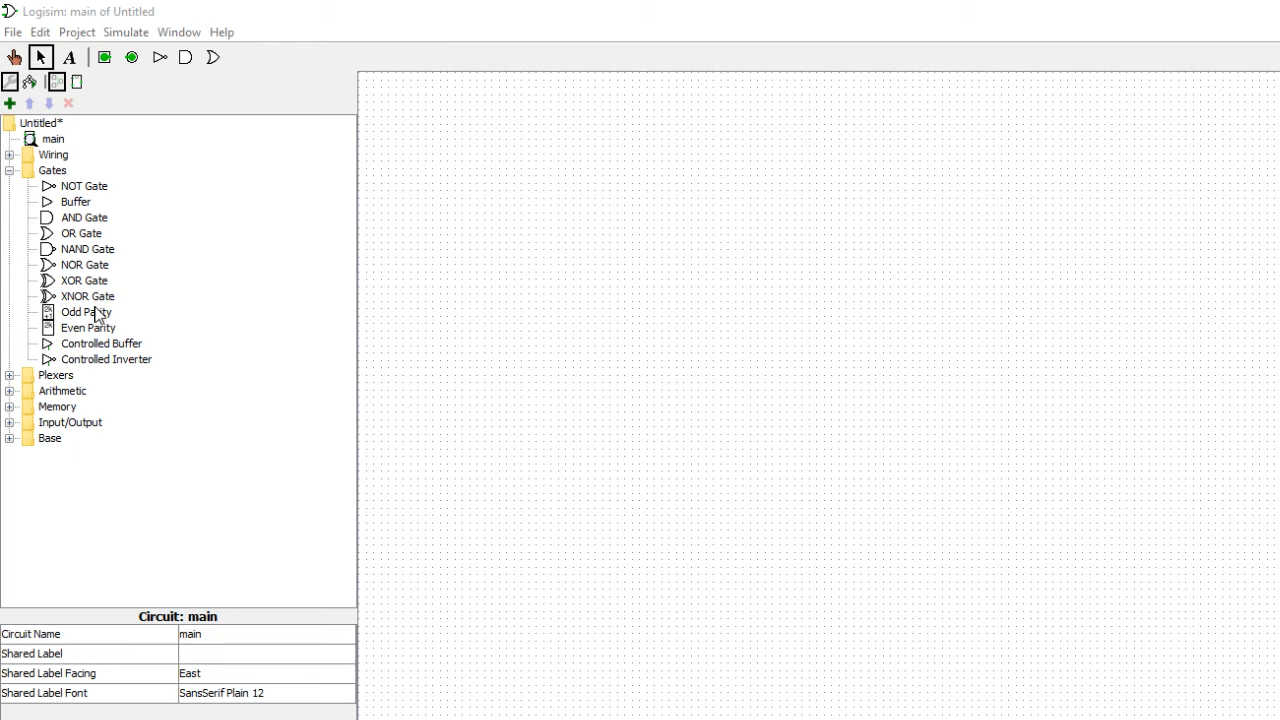 Logisim: main of Untitled
File Edit Project Simulate Window Help
A
Untitled*
main
Wiring
Gates
NOT Gate
Buffer
AND Gate
OR Gate
NAND Gate
NOR Gate
XOR Gate
XNOR Gate
Odd Parity
Even Parity
Controlled Buffer
Controlled Inverter
Plexers
Arithmetic
Memory
Input/Output
Base
Circuit: main
Circuit Name main
Shared Label
Shared Label Facing East
Shared Label Font SansSerif Plain 12